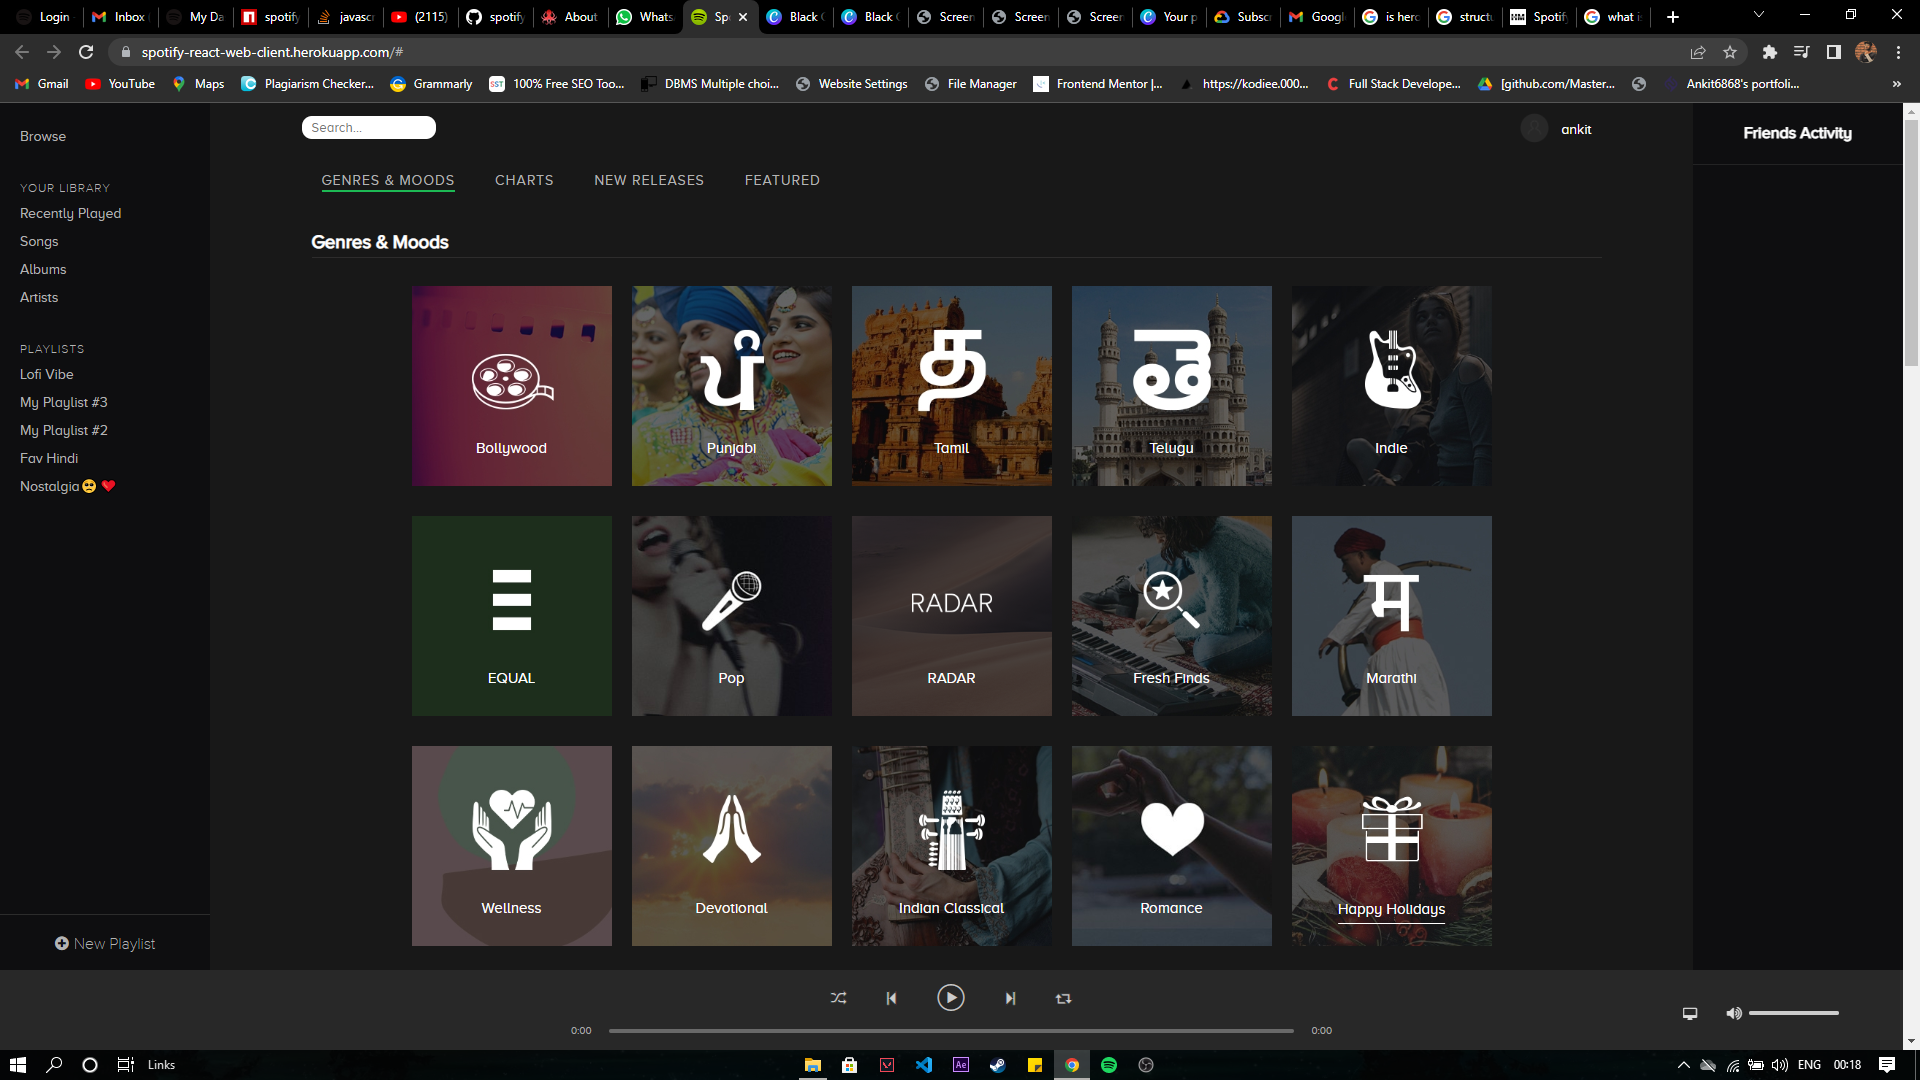 Login
Inbox
My Da
spotify
javasc
(2115)
spotify
About
Whats
Sp
Black
Black
Screen
Screen
Screen
Your p
Subsc
Googl
is hero
structu
Spotify
what i
spotify-react-web-client.herokuapp.com/#
Gmail
YouTube
Maps
Plagiarism Checker...
Grammarly
SST
100% Free SEO Too...
DBMS Multiple choi...
Website Settings
File Manager
Frontend Mentor |...
https://kodiee.000...
Full Stack Develope...
[github.com/Master...
Ankit6868's portfoli...
»
Browse
YOUR LIBRARY
Recently Played
Songs
Albums
Artists
PLAYLISTS
Lofi Vibe
My Playlist #3
My Playlist #2
Fav Hindi
Nostalgia🥺 ❤️
New Playlist
Search...
ankit
GENRES & MOODS
CHARTS
NEW RELEASES
FEATURED
Genres & Moods
Bollywood
ਪੰ
Punjabi
த
Tamil
తె
Telugu
Indie
EQUAL
Pop
RADAR
RADAR
Fresh Finds
म
Marathi
Wellness
Devotional
Indian Classical
Romance
Happy Holidays
Friends Activity
0:00
0:00
Links
Ae
ENG
00:18